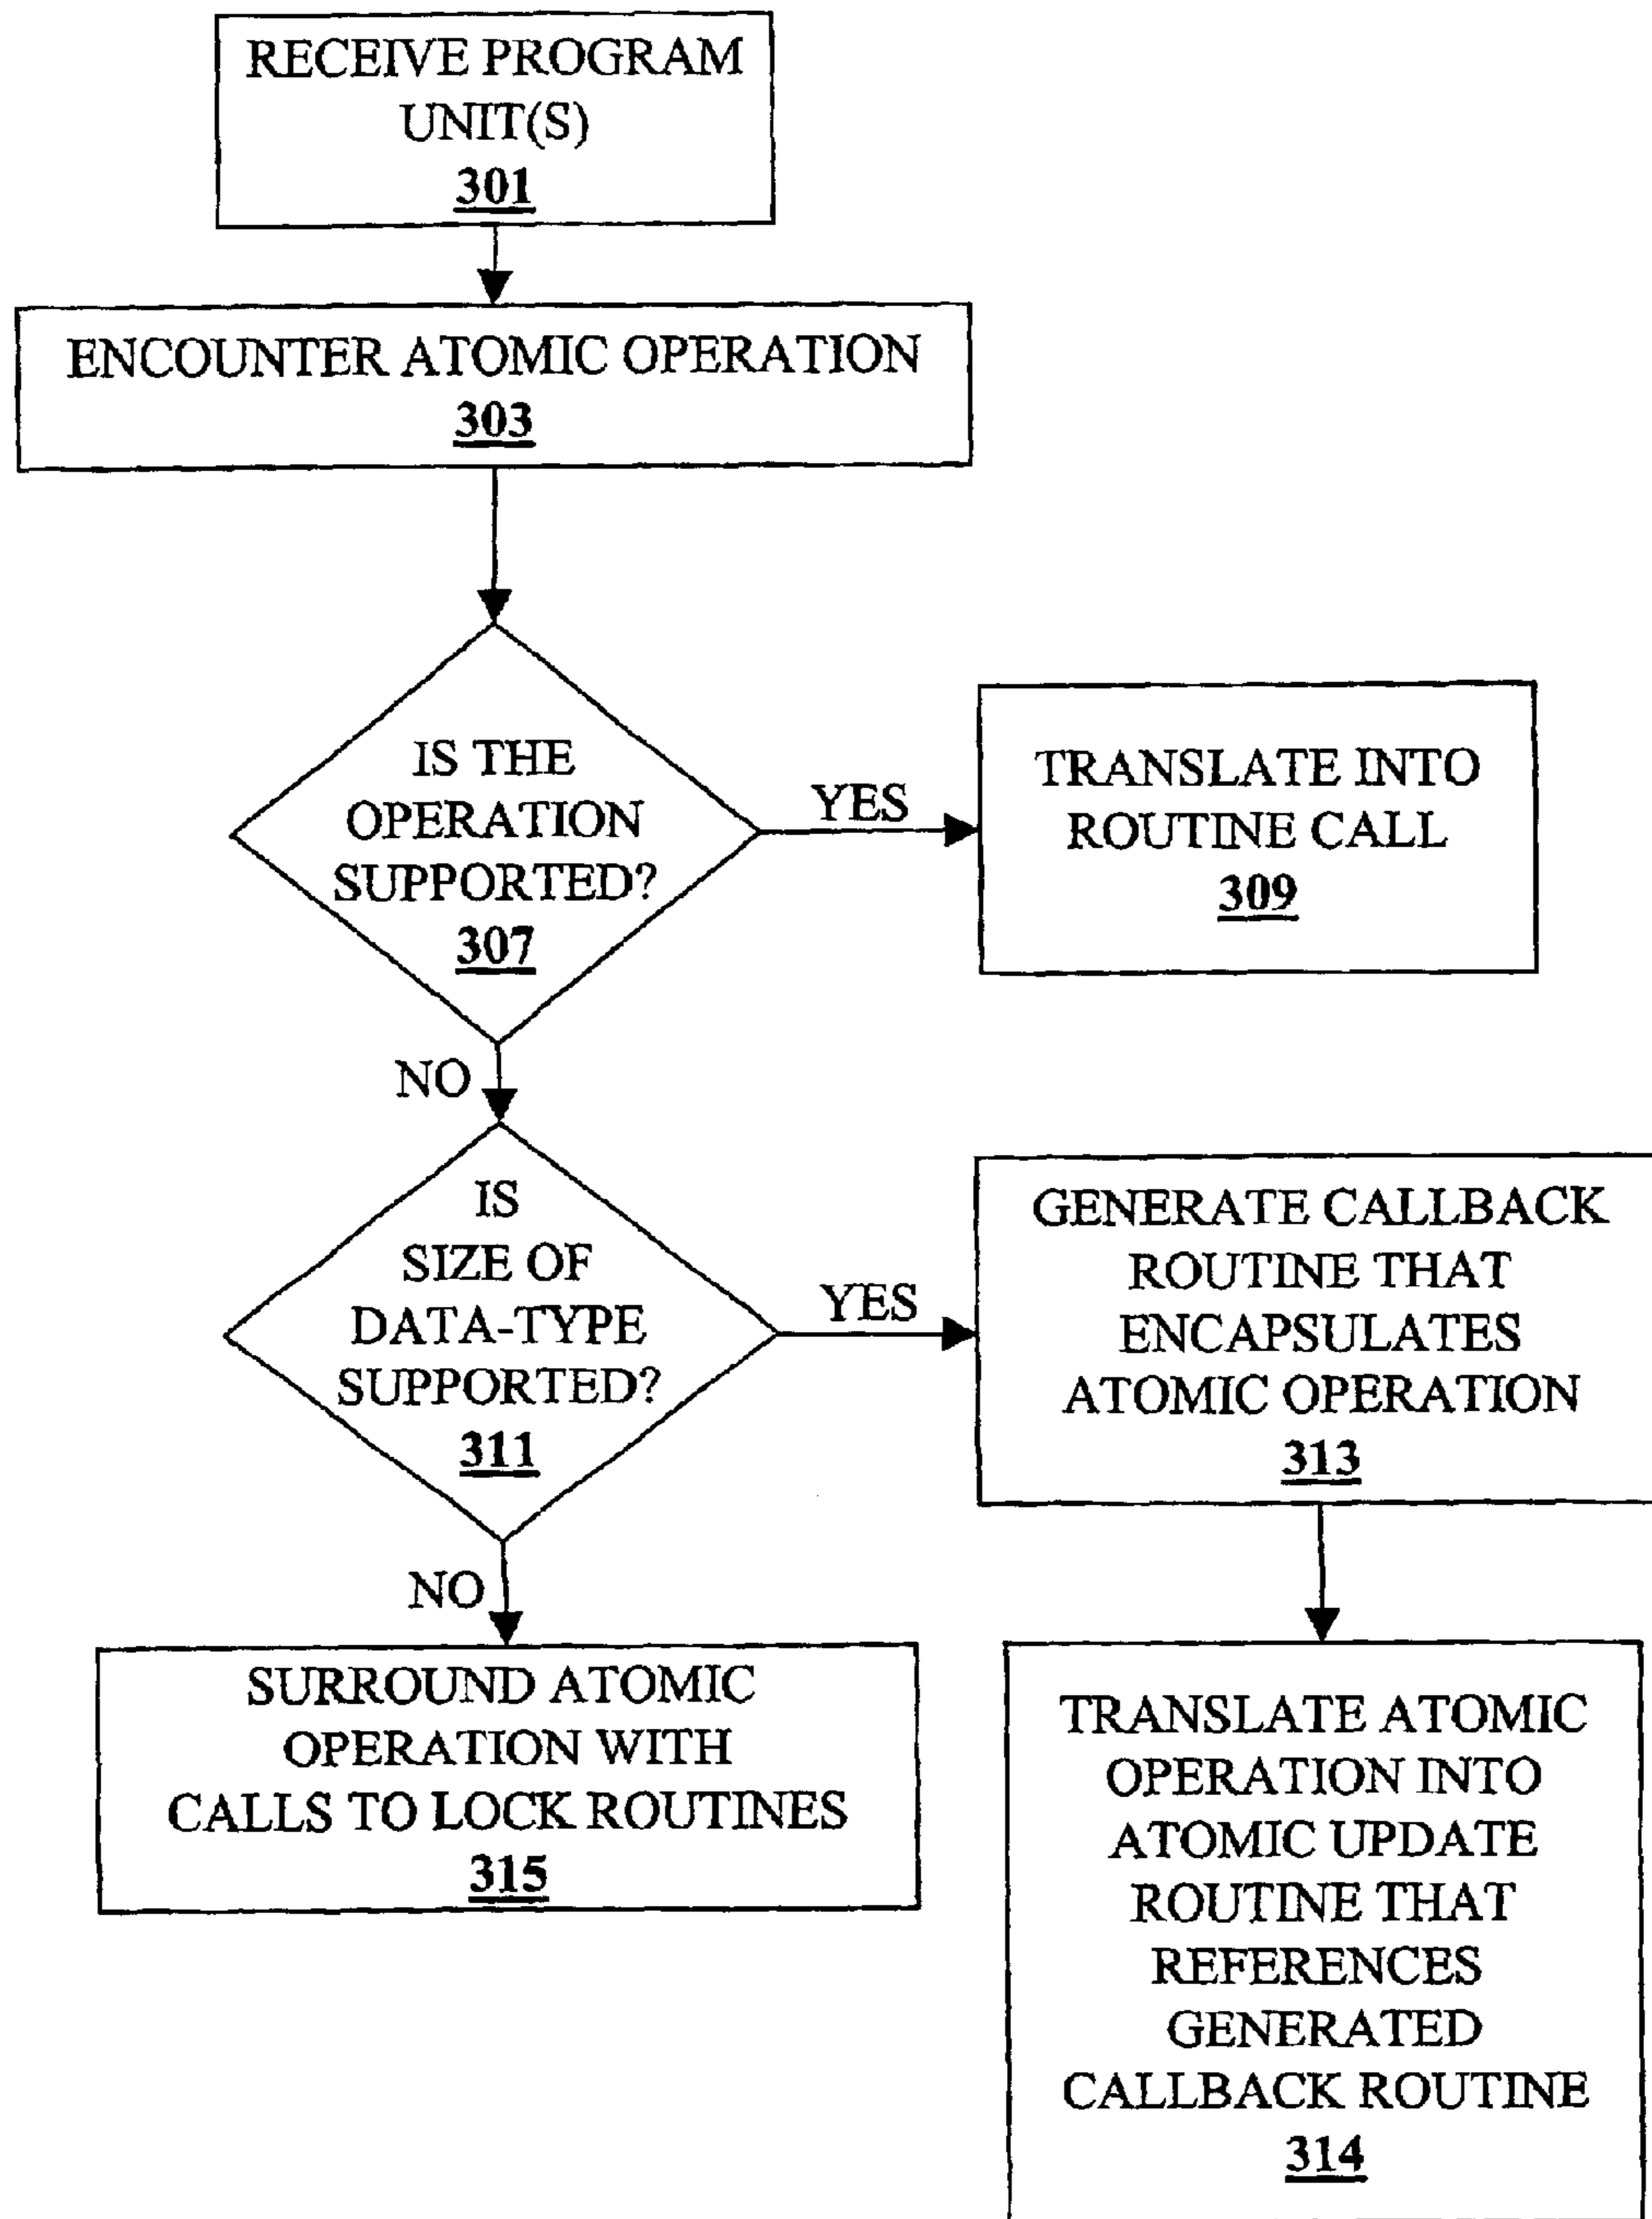 RECEIVE PROGRAM
UNIT(S)
301
ENCOUNTER ATOMIC OPERATION
303
IS THE
OPERATION
SUPPORTED?
307
YES
TRANSLATE INTO
ROUTINE CALL
309
NO
IS
SIZE OF
DATA-TYPE
SUPPORTED?
311
YES
GENERATE CALLBACK
ROUTINE THAT
ENCAPSULATES
ATOMIC OPERATION
313
NO
SURROUND ATOMIC
OPERATION WITH
CALLS TO LOCK ROUTINES
315
TRANSLATE ATOMIC
OPERATION INTO
ATOMIC UPDATE
ROUTINE THAT
REFERENCES
GENERATED
CALLBACK ROUTINE
314